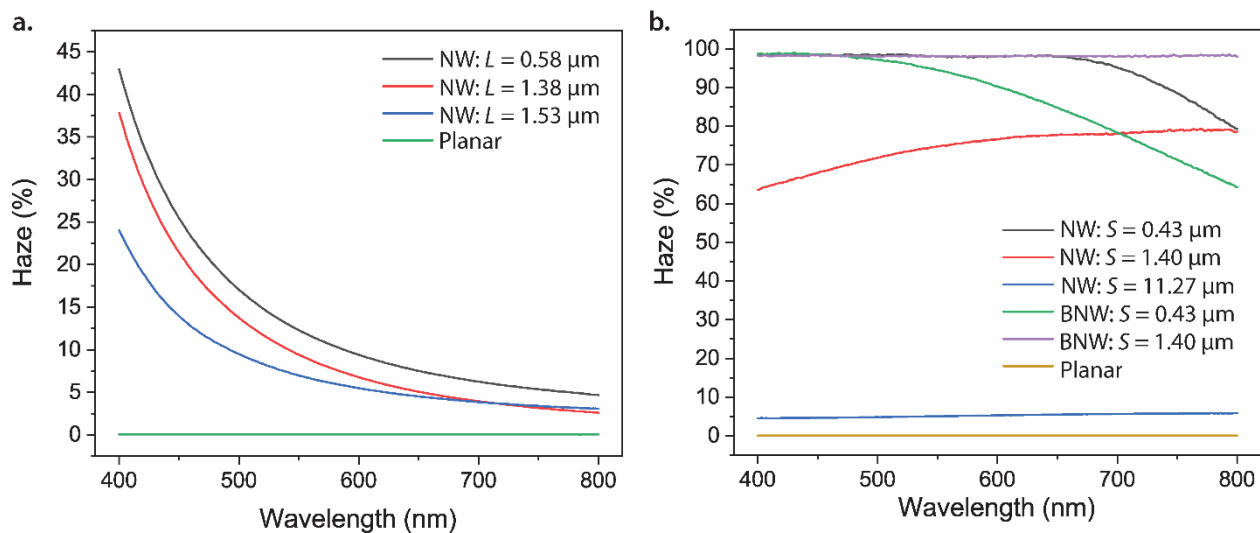 a.
45
40
35
30
25
20
15
10
5
0
Haze (%)
NW: L = 0.58 μm
NW: L = 1.38 μm
NW: L = 1.53 μm
Planar
400 500 600 700 800
Wavelength (nm)
b.
100
90
80
70
60
50
40
30
20
10
0
Haze (%)
NW: S = 0.43 μm
NW: S = 1.40 μm
NW: S = 11.27 μm
BNW: S = 0.43 μm
BNW: S = 1.40 μm
Planar
400 500 600 700 800
Wavelength (nm)